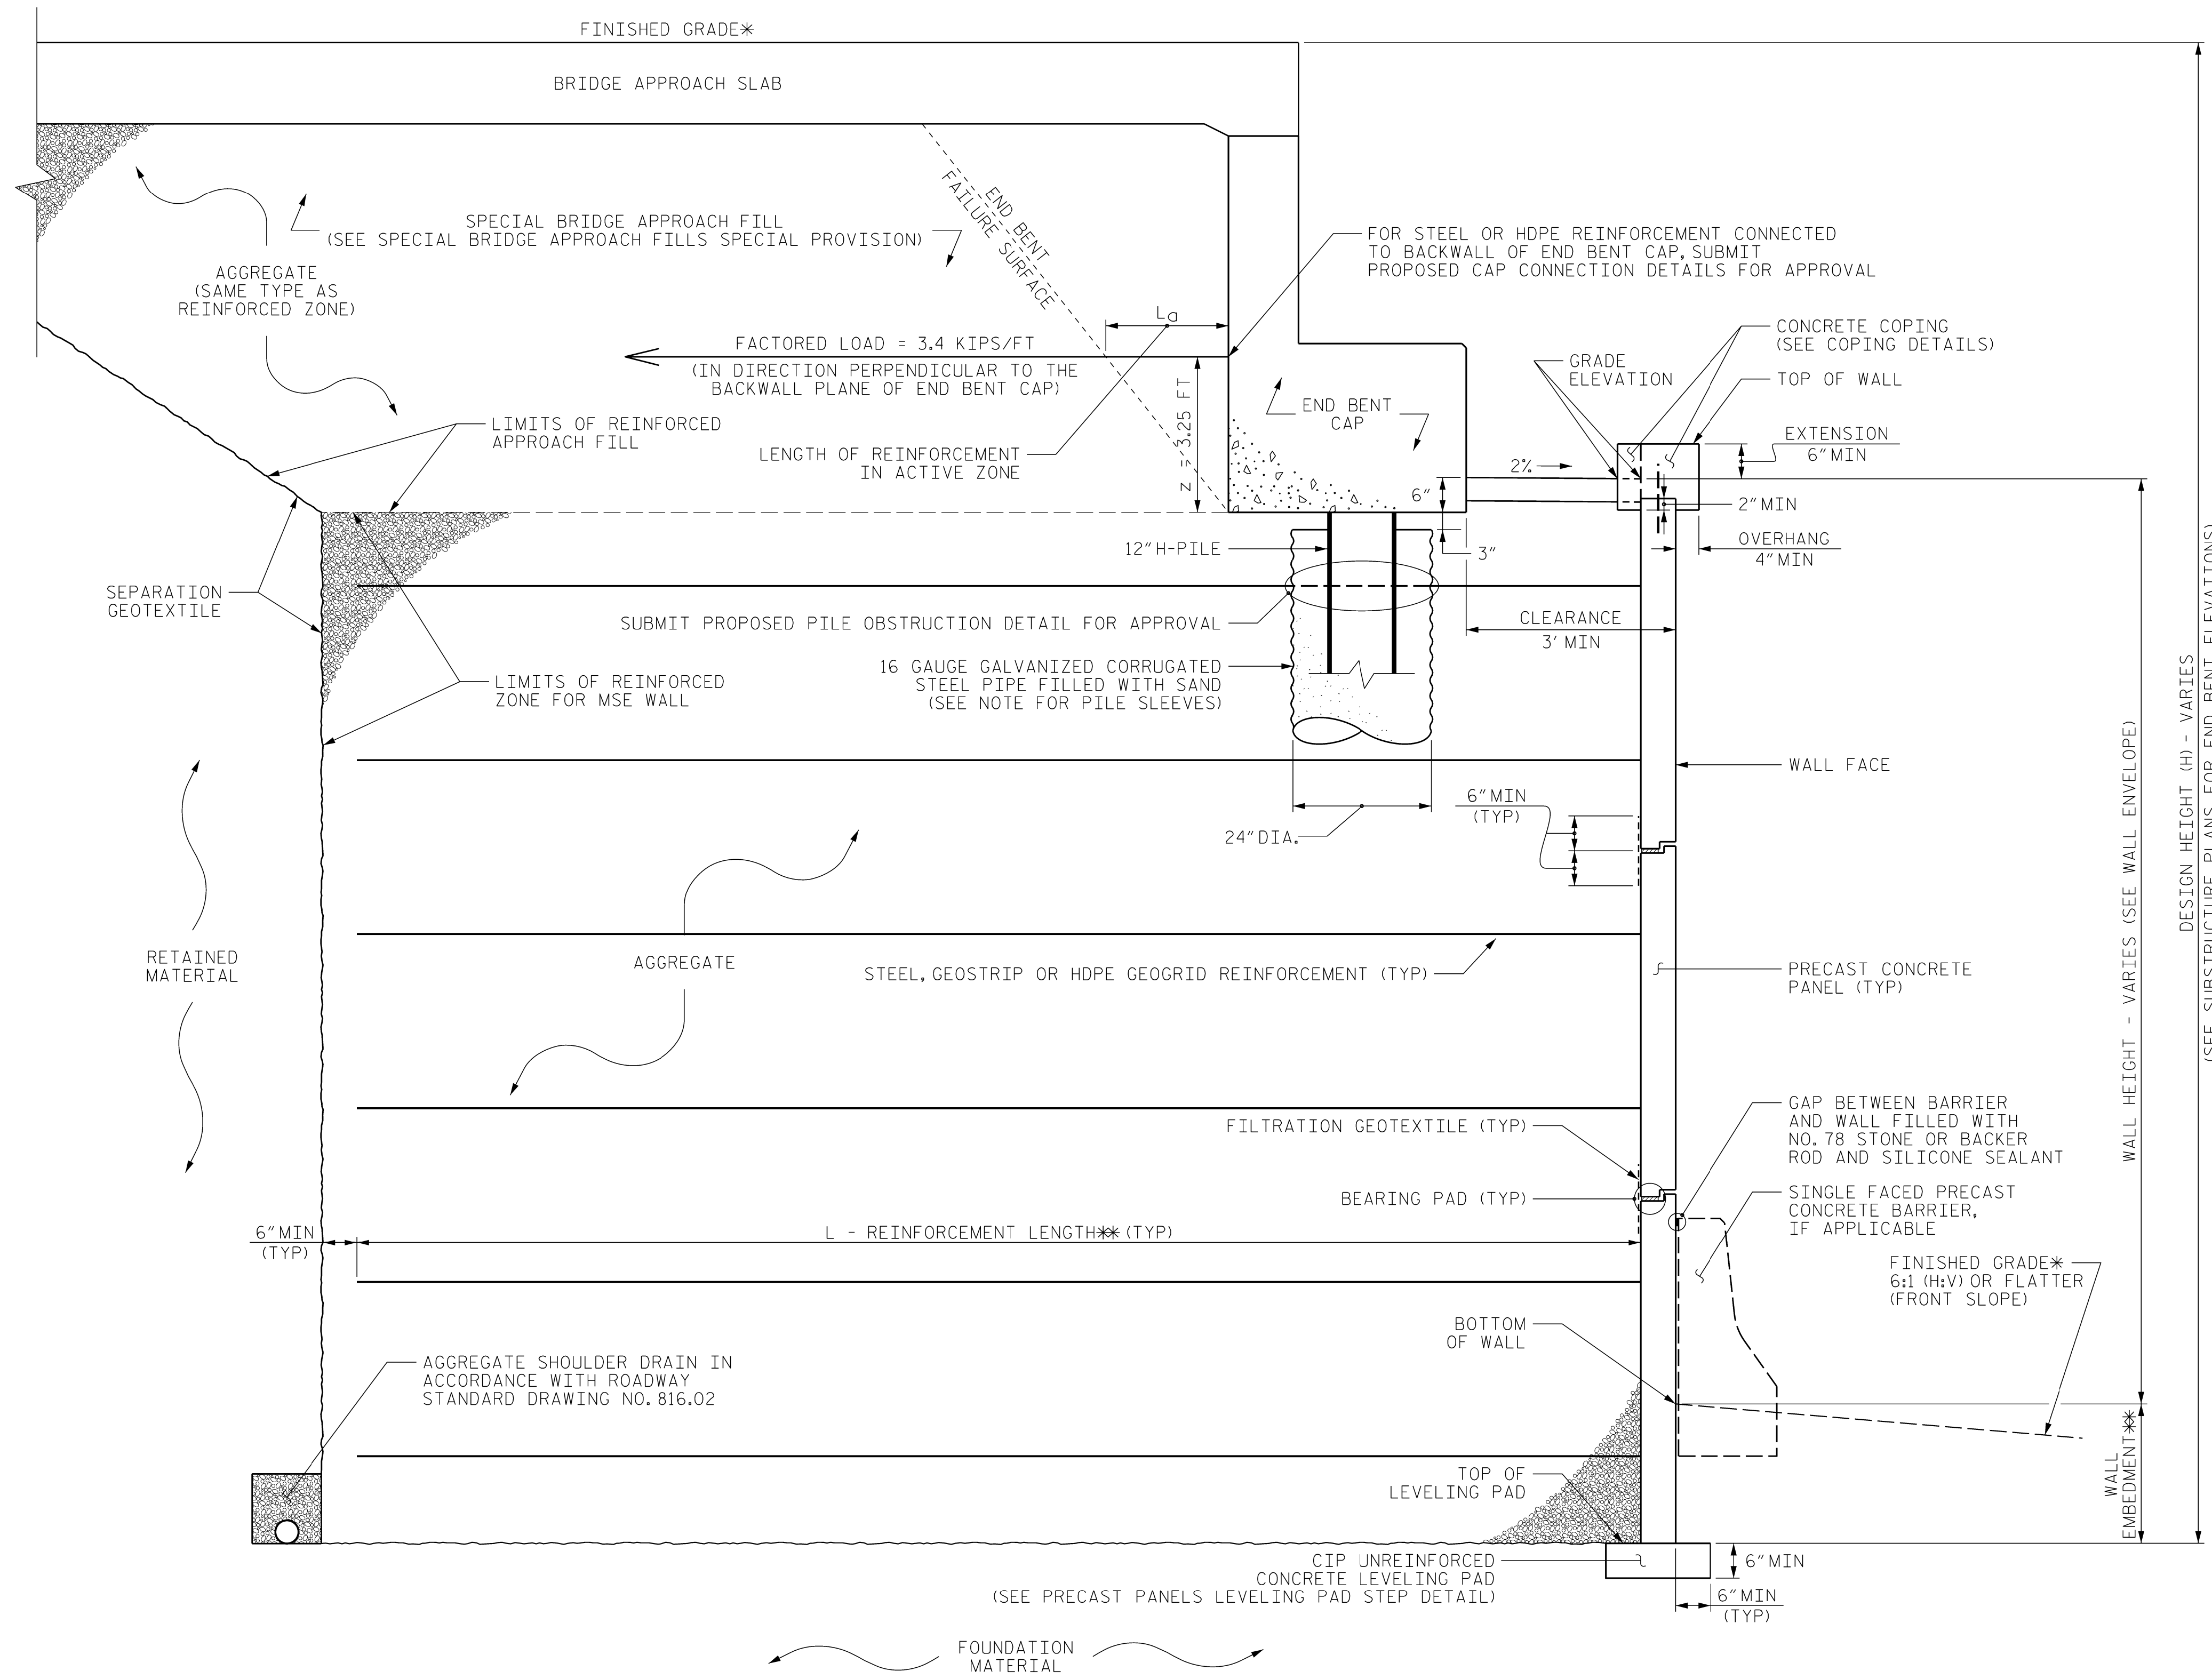 FINISHED GRADE*
BRIDGE APPROACH SLAB
SPECIAL BRIDGE APPROACH FILL
(SEE SPECIAL BRIDGE APPROACH FILLS SPECIAL PROVISION)
END BENT
FAILURE SURFACE
AGGREGATE
(SAME TYPE AS
REINFORCED ZONE)
FOR STEEL OR HDPE REINFORCEMENT CONNECTED
TO BACKWALL OF END BENT CAP, SUBMIT
PROPOSED CAP CONNECTION DETAILS FOR APPROVAL
La
FACTORED LOAD = 3.4 KIPS/FT
(IN DIRECTION PERPENDICULAR TO THE
BACKWALL PLANE OF END BENT CAP)
z = 3.25 FT
CONCRETE COPING
(SEE COPING DETAILS)
GRADE
ELEVATION
TOP OF WALL
END BENT
CAP
LIMITS OF REINFORCED
APPROACH FILL
LENGTH OF REINFORCEMENT
IN ACTIVE ZONE
EXTENSION
6" MIN
2%
6"
2" MIN
12" H-PILE
3"
OVERHANG
4" MIN
SEPARATION
GEOTEXTILE
SUBMIT PROPOSED PILE OBSTRUCTION DETAIL FOR APPROVAL
CLEARANCE
3' MIN
16 GAUGE GALVANIZED CORRUGATED
STEEL PIPE FILLED WITH SAND
(SEE NOTE FOR PILE SLEEVES)
LIMITS OF REINFORCED
ZONE FOR MSE WALL
WALL FACE
6" MIN
(TYP)
24" DIA.
RETAINED
MATERIAL
AGGREGATE
STEEL, GEOSTRIP OR HDPE GEOGRID REINFORCEMENT (TYP)
PRECAST CONCRETE
PANEL (TYP)
WALL HEIGHT - VARIES (SEE WALL ENVELOPE)
DESIGN HEIGHT (H) - VARIES
(SEE SUBSTRUCTURE PLANS FOR END BENT ELEVATIONS)
FILTRATION GEOTEXTILE (TYP)
GAP BETWEEN BARRIER
AND WALL FILLED WITH
NO. 78 STONE OR BACKER
ROD AND SILICONE SEALANT
BEARING PAD (TYP)
SINGLE FACED PRECAST
CONCRETE BARRIER,
IF APPLICABLE
6" MIN
(TYP)
L - REINFORCEMENT LENGTH** (TYP)
FINISHED GRADE*
6:1 (H:V) OR FLATTER
(FRONT SLOPE)
BOTTOM
OF WALL
AGGREGATE SHOULDER DRAIN IN
ACCORDANCE WITH ROADWAY
STANDARD DRAWING NO. 816.02
WALL
EMBEDMENT**
TOP OF
LEVELING PAD
CIP UNREINFORCED
CONCRETE LEVELING PAD
(SEE PRECAST PANELS LEVELING PAD STEP DETAIL)
6" MIN
6" MIN
(TYP)
FOUNDATION
MATERIAL